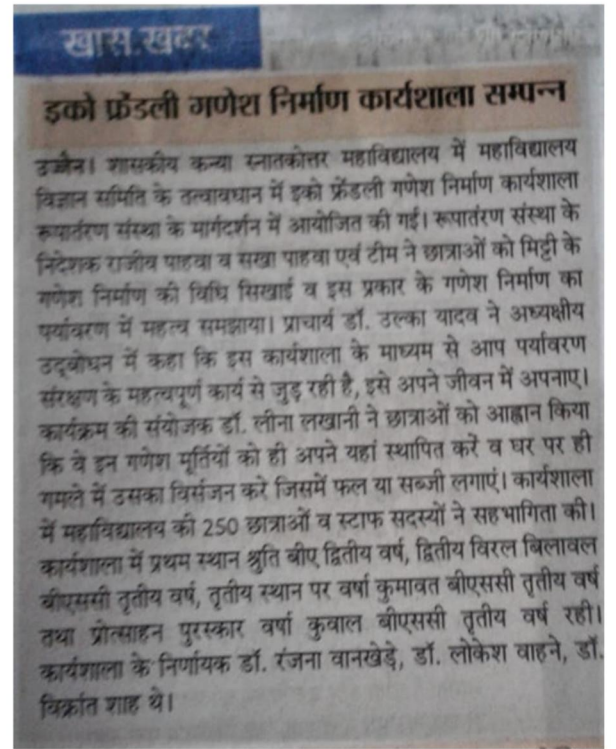 खास.खबर
इको फ्रेंडली गणेश निर्माण कार्यशाला सम्पन्न
उज्जैन। शासकीय कन्या स्नातकोत्तर महाविद्यालय में महाविद्यालय
विज्ञान समिति के तत्वावधान में इको फ्रेंडली गणेश निर्माण कार्यशाला
रूपातंरण संस्था के मार्गदर्शन में आयोजित की गई। रूपातंरण संस्था के
निदेशक राजीव पाहवा व सखा पाहवा एवं टीम ने छात्राओं को मिट्टी के
गणेश निर्माण की विधि सिखाई व इस प्रकार के गणेश निर्माण का
पर्यावरण में महत्व समझाया। प्राचार्य डॉ. उल्का यादव ने अध्यक्षीय
उद्बोधन में कहा कि इस कार्यशाला के माध्यम से आप पर्यावरण
संरक्षण के महत्वपूर्ण कार्य से जुड़ रही है, इसे अपने जीवन में अपनाए।
कार्यक्रम की संयोजक डॉ. लीना लखानी ने छात्राओं को आह्वान किया
कि वे इन गणेश मूर्तियों को ही अपने यहां स्थापित करें व घर पर ही
गमले में उसका विर्सजन करे जिसमें फल या सब्जी लगाएं। कार्यशाला
में महाविद्यालय की 250 छात्राओं व स्टाफ सदस्यों ने सहभागिता की।
कार्यशाला में प्रथम स्थान श्रुति बीए द्वितीय वर्ष, द्वितीय विरल बिलावल
बीएससी तृतीय वर्ष, तृतीय स्थान पर वर्षा कुमावत बीएससी तृतीय वर्ष
तथा प्रोत्साहन पुरस्कार वर्षा कुवाल बीएससी तृतीय वर्ष रही।
कार्यशाला के निर्णायक डॉ. रंजना वानखेड़े, डॉ. लोकेश वाहने, डॉ.
विक्रांत शाह थे।